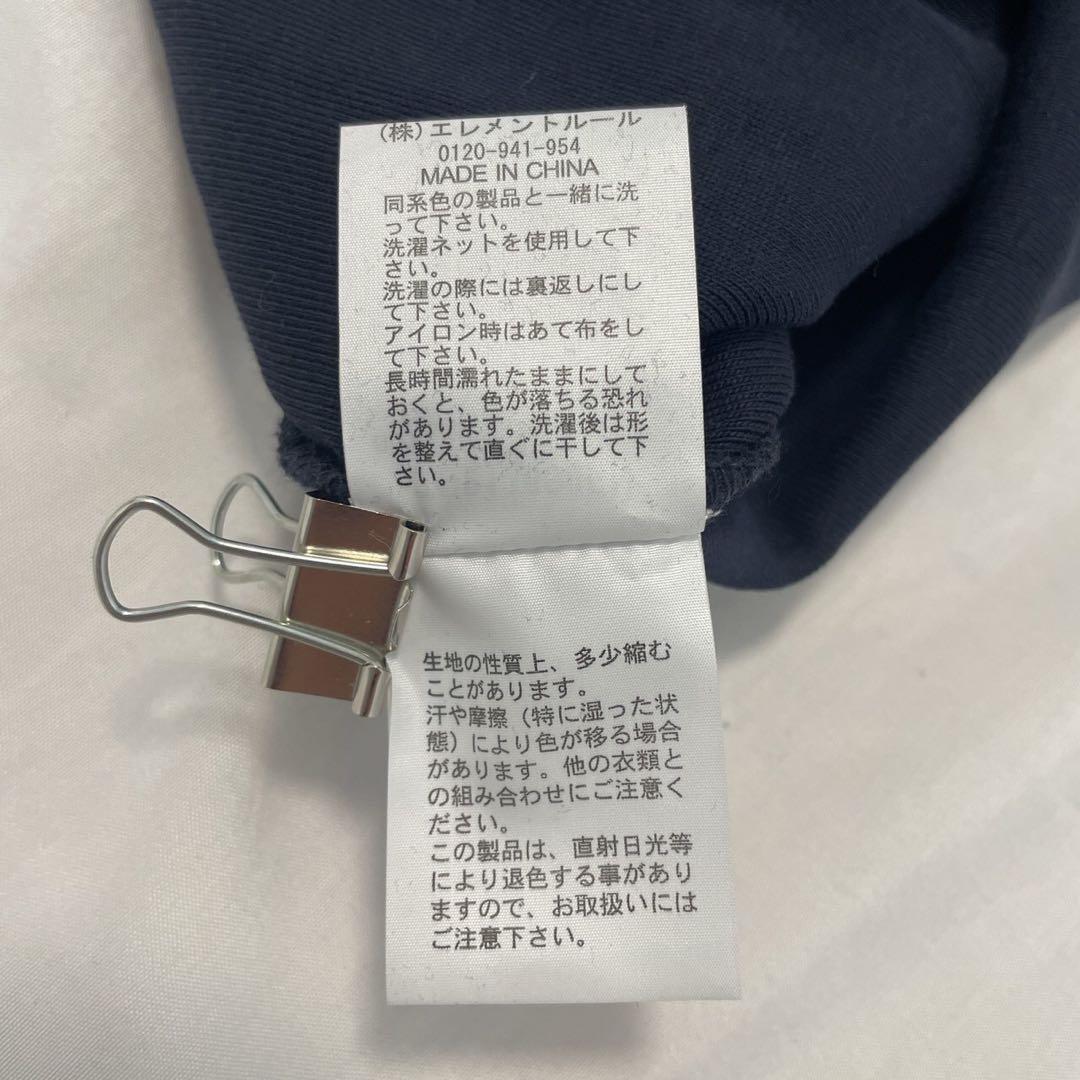 (株)エレメントルール
0120-941-954
MADE IN CHINA
同系色の製品と一緒に洗
って下さい。
洗濯ネットを使用して下
さい。
洗濯の際には裏返しにし
て下さい。
アイロン時はあて布をし
て下さい。
長時間濡れたままにして
おくと、色が落ちる恐れ
があります。洗濯後は形
を整えて直ぐに干して下
さい。
生地の性質上、多少縮む
ことがあります。
汗や摩擦（特に湿った状
態）により色が移る場合
があります。他の衣類と
の組み合わせにご注意く
ださい。
この製品は、直射日光等
により退色する事があり
ますので、お取扱いには
ご注意下さい。